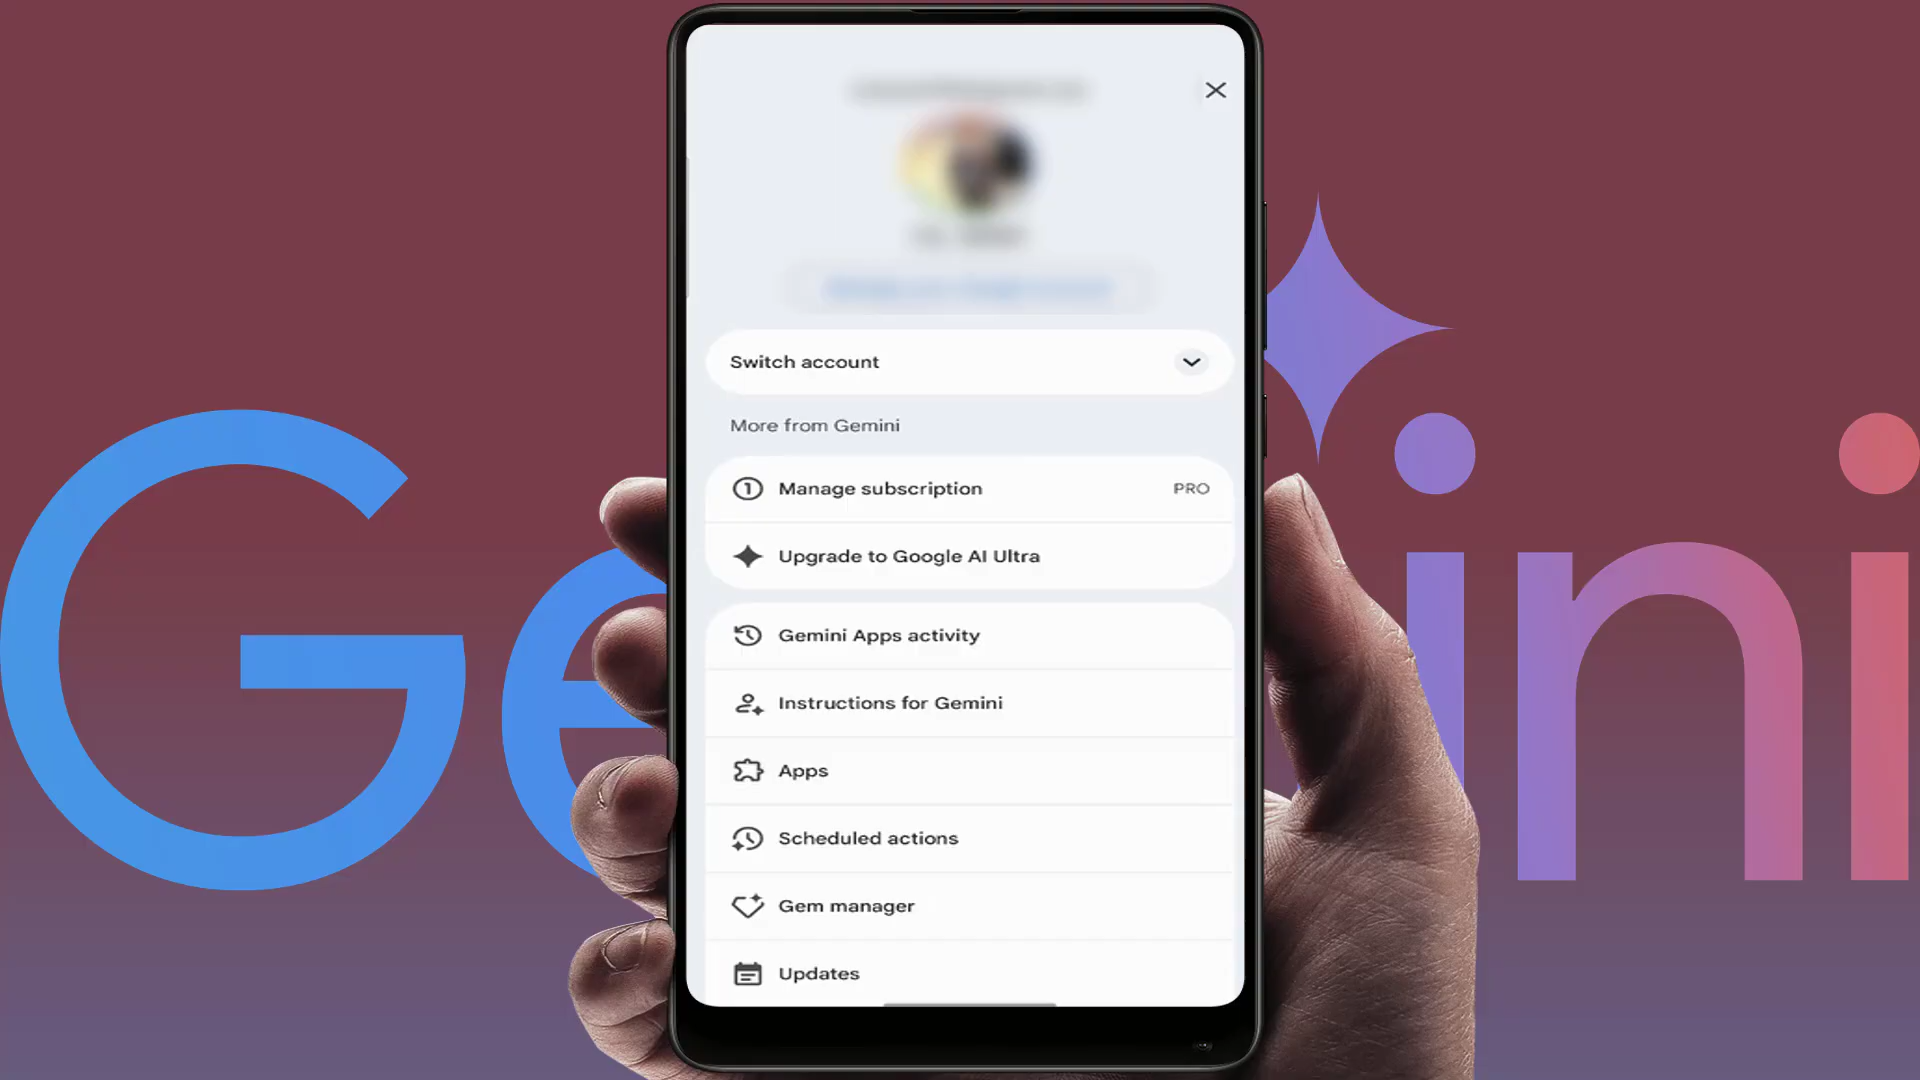 Gemini
Switch account
More from Gemini
Manage subscription PRO
Upgrade to Google AI Ultra
Gemini Apps activity
Instructions for Gemini
Apps
Scheduled actions
Gem manager
Updates